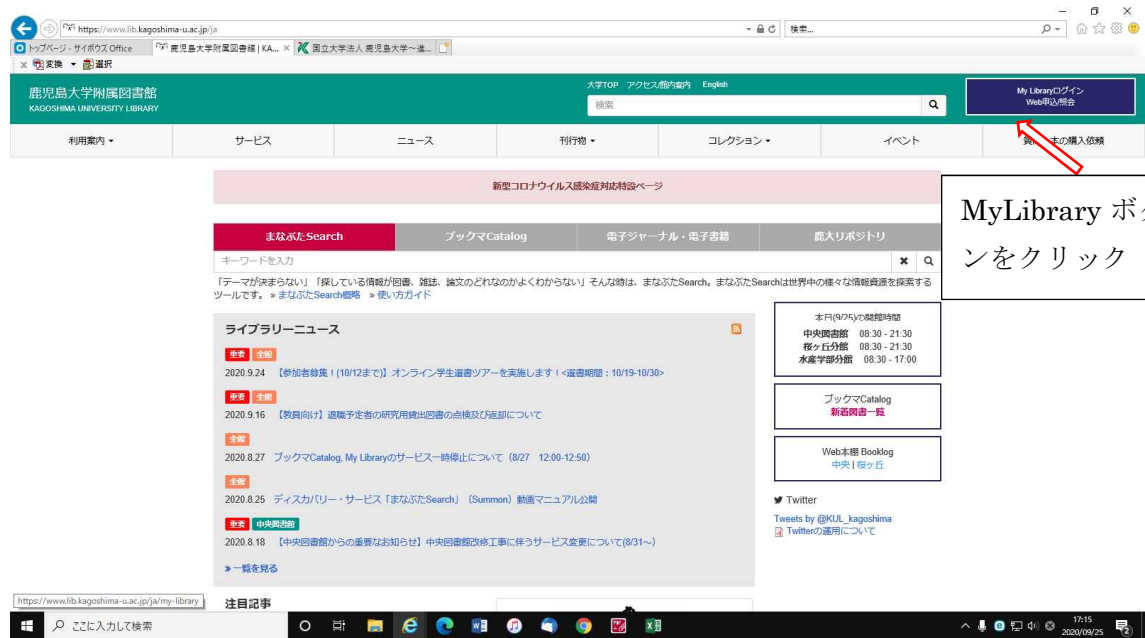 https://www.lib.kagoshima-u.ac.jp/ja
検索...
トップページ - サイボウズ Office
鹿児島大学附属図書館 | KA...
国立大学法人 鹿児島大学～進...
変換
選択
鹿児島大学附属図書館
KAGOSHIMA UNIVERSITY LIBRARY
大学TOP アクセス/館内案内 English
検索
My Libraryログイン
Web申込/照会
利用案内
サービス
ニュース
刊行物
コレクション
イベント
本の購入依頼
新型コロナウイルス感染症対応特設ページ
MyLibrary ボタ
ンをクリック
まなぶたSearch
ブックマCatalog
電子ジャーナル・電子書籍
鹿大リポジトリ
キーワードを入力
「テーマが決まらない」「探している情報が図書、雑誌、論文のどれなのかよくわからない」そんな時は、まなぶたSearch。まなぶたSearchは世界中の様々な情報資源を探索する
ツールです。 » まなぶたSearch概略 » 使い方ガイド
ライブラリーニュース
重要 全館
2020.9.24 【参加者募集！(10/12まで)】オンライン学生選書ツアーを実施します！<選書期間：10/19-10/30>
重要 全館
2020.9.16 【教員向け】退職予定者の研究用貸出図書の点検及び返却について
全館
2020.8.27 ブックマCatalog, My Libraryのサービス一時停止について（8/27 12:00-12:50）
全館
2020.8.25 ディスカバリー・サービス「まなぶたSearch」（Summon）動画マニュアル公開
重要 中央図書館
2020.8.18 【中央図書館からの重要なお知らせ】中央図書館改修工事に伴うサービス変更について(8/31～)
» 一覧を見る
本日(9/25)の開館時間
中央図書館 08:30 - 21:30
桜ヶ丘分館 08:30 - 21:30
水産学部分館 08:30 - 17:00
ブックマCatalog
新着図書一覧
Web本棚 Booklog
中央 | 桜ヶ丘
Twitter
Tweets by @KUL_kagoshima
Twitterの運用について
注目記事
https://www.lib.kagoshima-u.ac.jp/ja/my-library
ここに入力して検索
17:15
2020/09/25